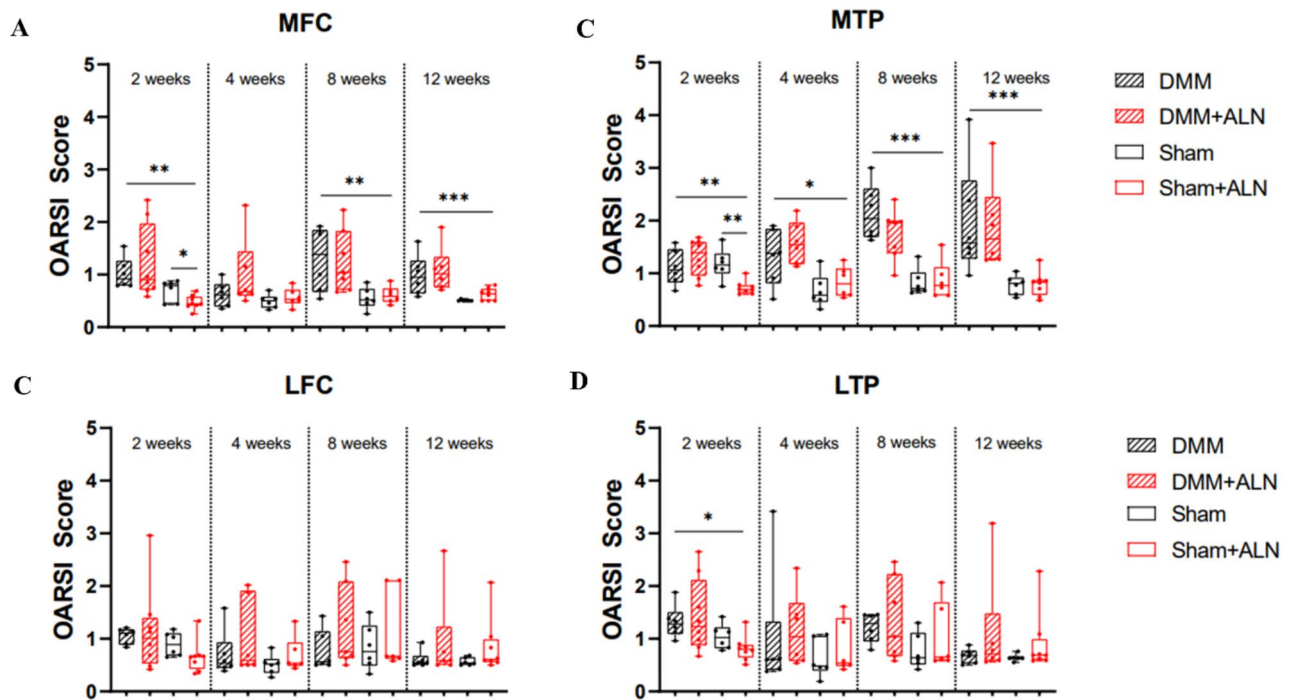 A
MFC
OARSI Score
5
4
3
2
1
0
2 weeks
4 weeks
8 weeks
12 weeks
**
*
**
***
C
MTP
OARSI Score
5
4
3
2
1
0
2 weeks
4 weeks
8 weeks
12 weeks
**
**
*
***
***
DMM
DMM+ALN
Sham
Sham+ALN
C
LFC
OARSI Score
5
4
3
2
1
0
2 weeks
4 weeks
8 weeks
12 weeks
D
LTP
OARSI Score
5
4
3
2
1
0
2 weeks
4 weeks
8 weeks
12 weeks
*
DMM
DMM+ALN
Sham
Sham+ALN